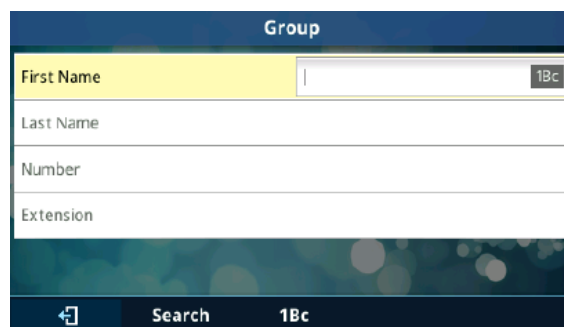 Group
First Name 1Bc
Last Name
Number
Extension
Search 1Bc